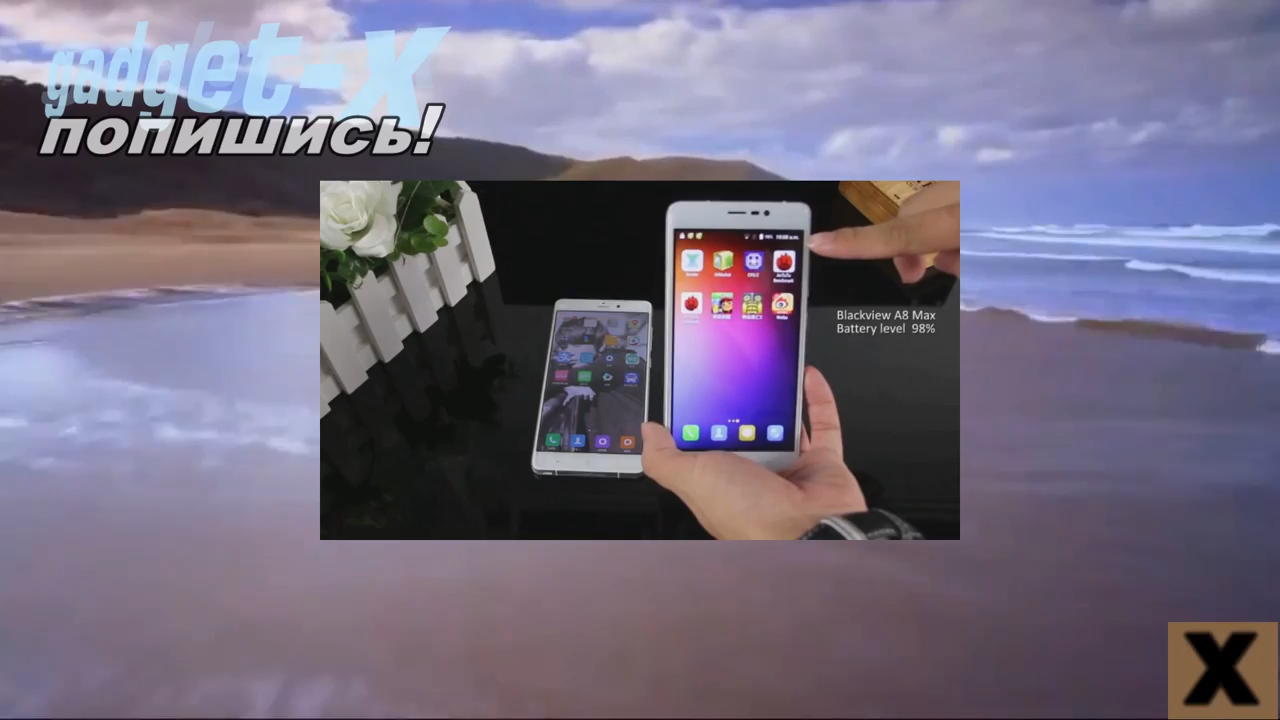 gadget-x
попишись!
Blackview A8 Max
Battery level 98%
X